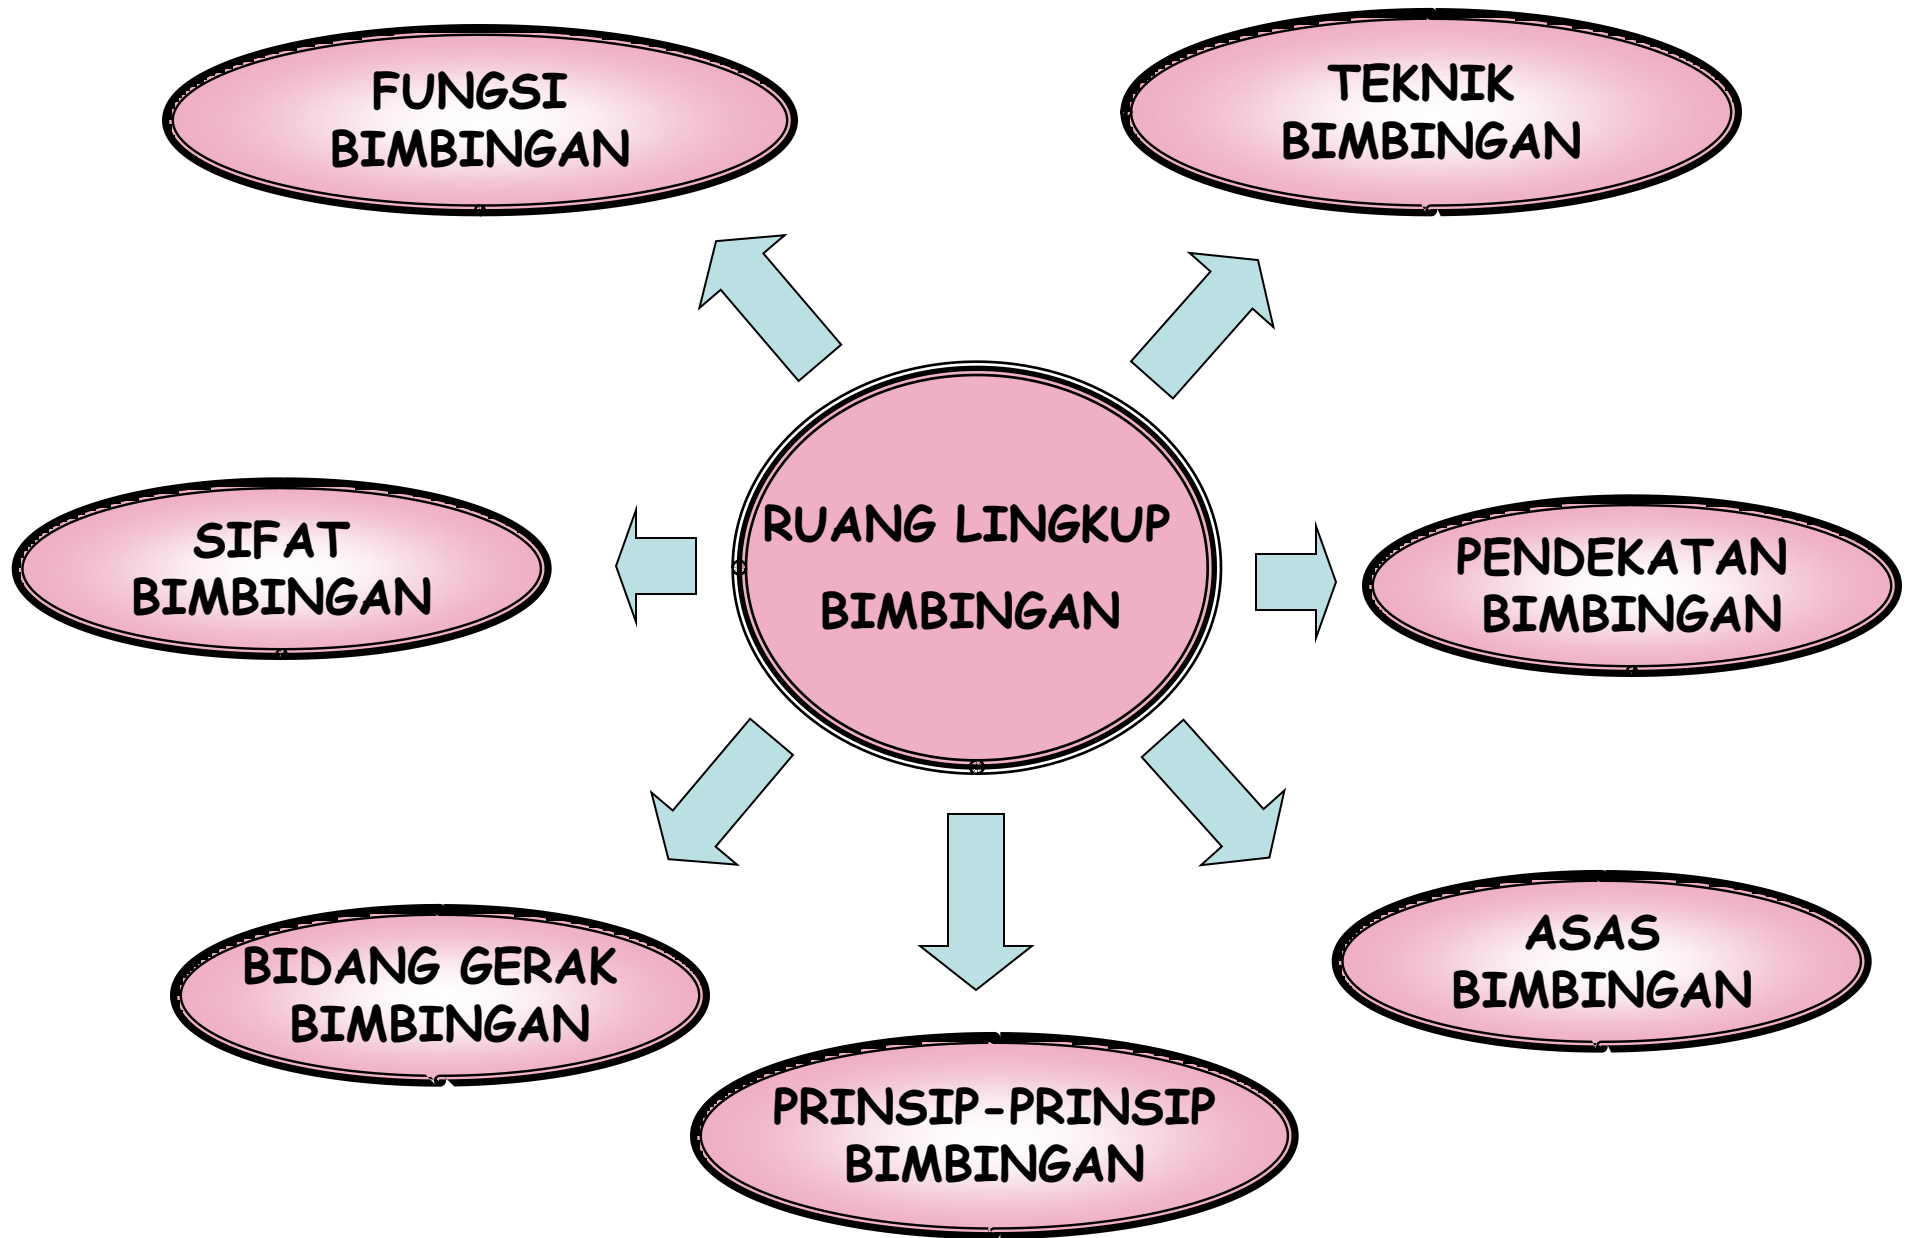 FUNGSI
BIMBINGAN
TEKNIK
BIMBINGAN
RUANG LINGKUP
BIMBINGAN
SIFAT
BIMBINGAN
PENDEKATAN
BIMBINGAN
BIDANG GERAK
BIMBINGAN
ASAS
BIMBINGAN
PRINSIP-PRINSIP
BIMBINGAN